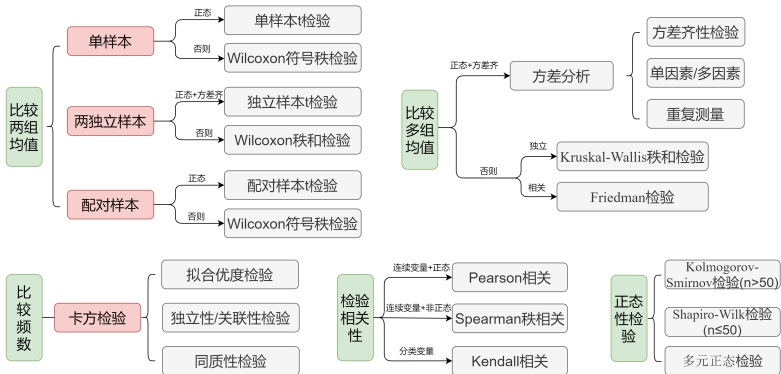 比较
两组
均值
单样本
正态
单样本t检验
否则
Wilcoxon符号秩检验
两独立样本
正态+方差齐
独立样本t检验
否则
Wilcoxon秩和检验
配对样本
正态
配对样本t检验
否则
Wilcoxon符号秩检验
比较
多组
均值
正态+方差齐
方差分析
方差齐性检验
单因素/多因素
重复测量
否则
独立
Kruskal-Wallis秩和检验
相关
Friedman检验
比
较
频
数
卡方检验
拟合优度检验
独立性/关联性检验
同质性检验
检验
相关
性
连续变量+正态
Pearson相关
连续变量+非正态
Spearman秩相关
分类变量
Kendall相关
正态
性检
验
Kolmogorov-
Smirnov检验(n>50)
Shapiro-Wilk检验
(n≤50)
多元正态检验